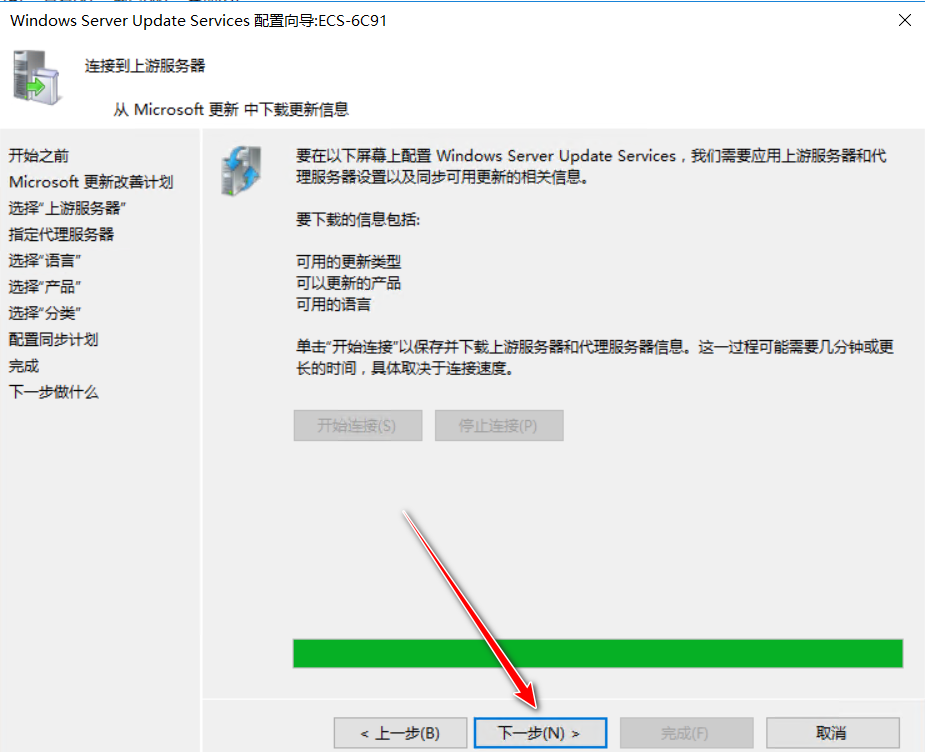 Windows Server Update Services 配置向导:ECS-6C91
连接到上游服务器
从 Microsoft 更新 中下载更新信息
开始之前
Microsoft 更新改善计划
选择"上游服务器"
指定代理服务器
选择"语言"
选择"产品"
选择"分类"
配置同步计划
完成
下一步做什么
要在以下屏幕上配置 Windows Server Update Services，我们需要应用上游服务器和代
理服务器设置以及同步可用更新的相关信息。
要下载的信息包括:
可用的更新类型
可以更新的产品
可用的语言
单击"开始连接"以保存并下载上游服务器和代理服务器信息。这一过程可能需要几分钟或更
长的时间，具体取决于连接速度。
开始连接(S)
停止连接(P)
< 上一步(B)
下一步(N) >
完成(F)
取消